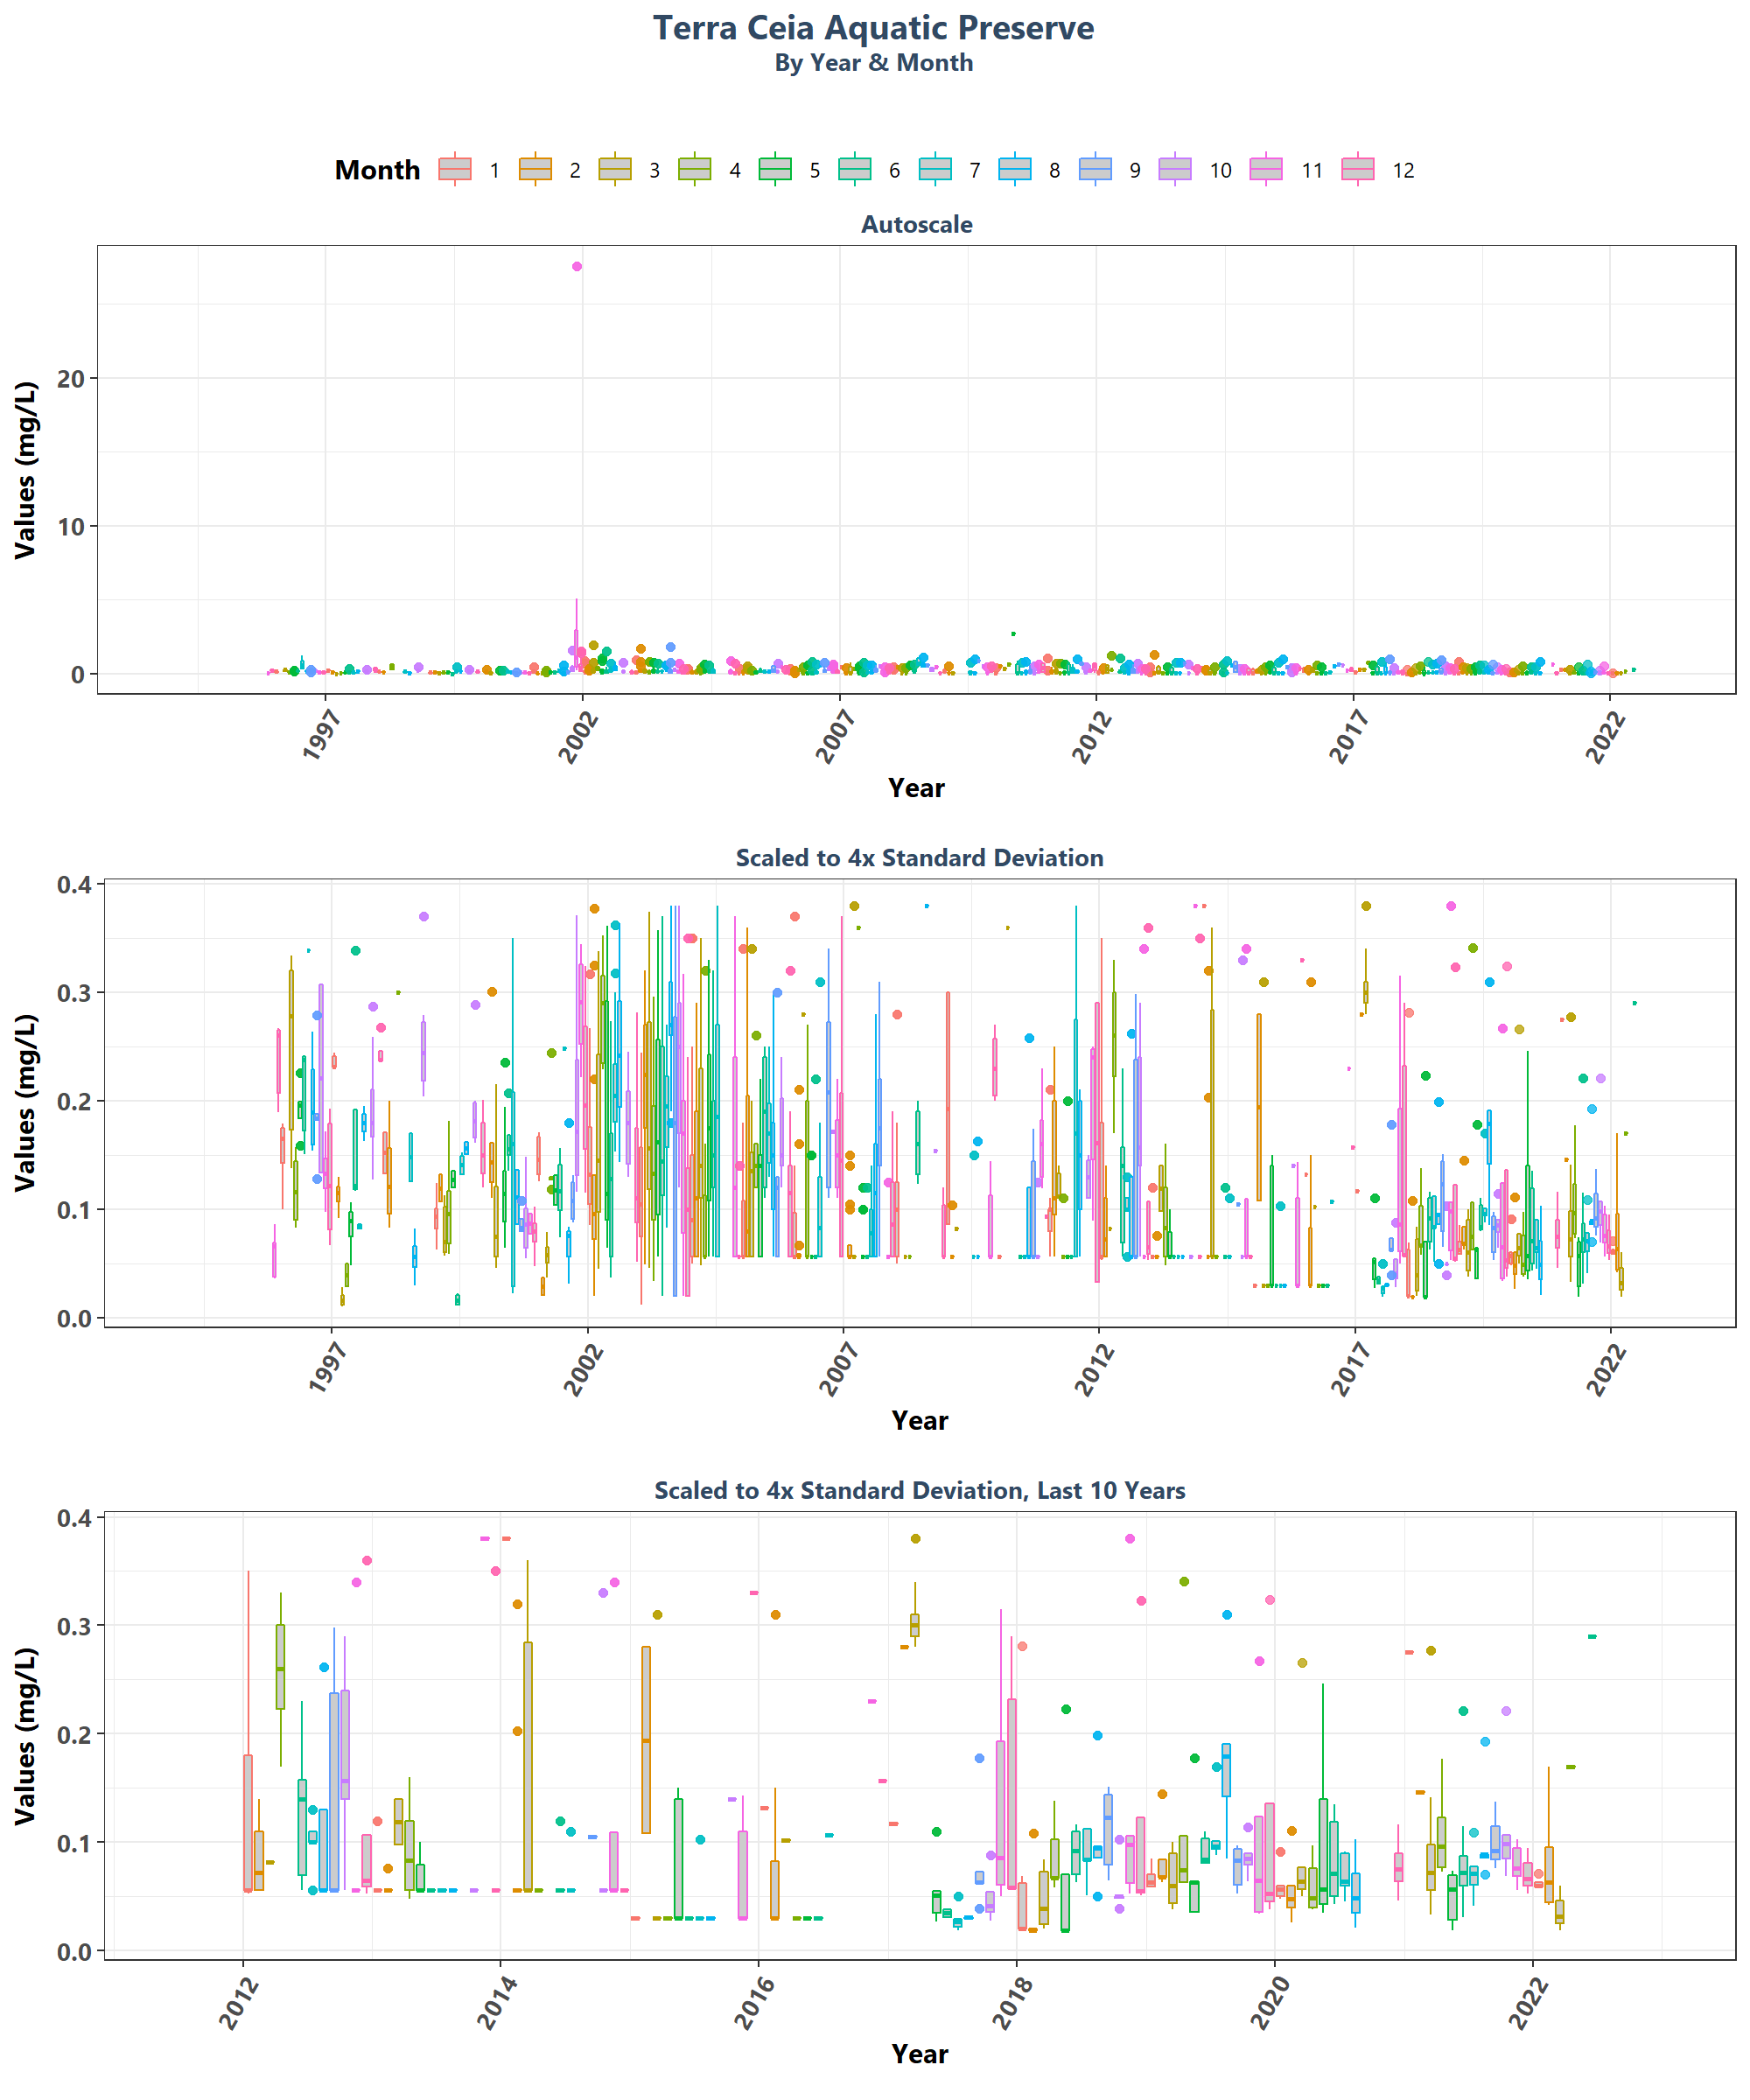 Terra Ceia Aquatic Preserve
By Year & Month
Month 1 2 3 4 5 6 7 8 9 10 11 12
Autoscale
Values (mg/L)
20
10
0
1997 2002 2007 2012 2017 2022
Year
Scaled to 4x Standard Deviation
Values (mg/L)
0.4
0.3
0.2
0.1
0.0
1997 2002 2007 2012 2017 2022
Year
Scaled to 4x Standard Deviation, Last 10 Years
Values (mg/L)
0.4
0.3
0.2
0.1
0.0
2012 2014 2016 2018 2020 2022
Year